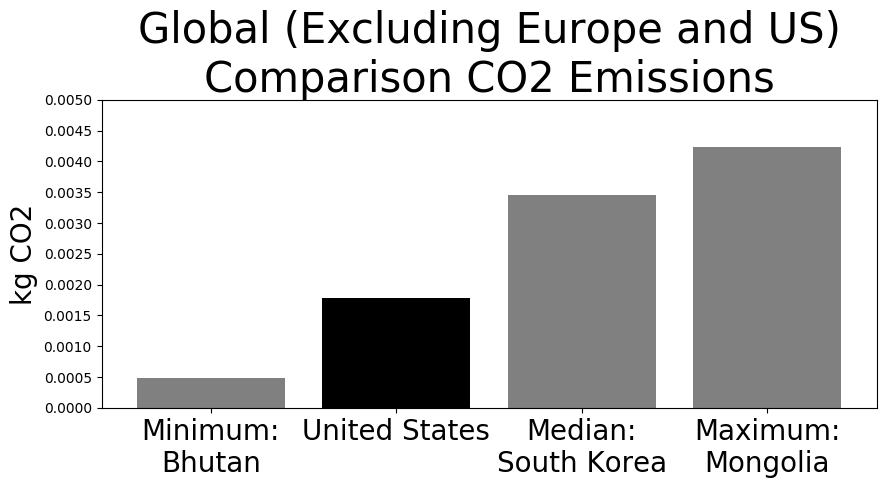 Global (Excluding Europe and US)
Comparison CO2 Emissions
kg CO2
0.0050
0.0045
0.0040
0.0035
0.0030
0.0025
0.0020
0.0015
0.0010
0.0005
0.0000
Minimum:
Bhutan
United States
Median:
South Korea
Maximum:
Mongolia